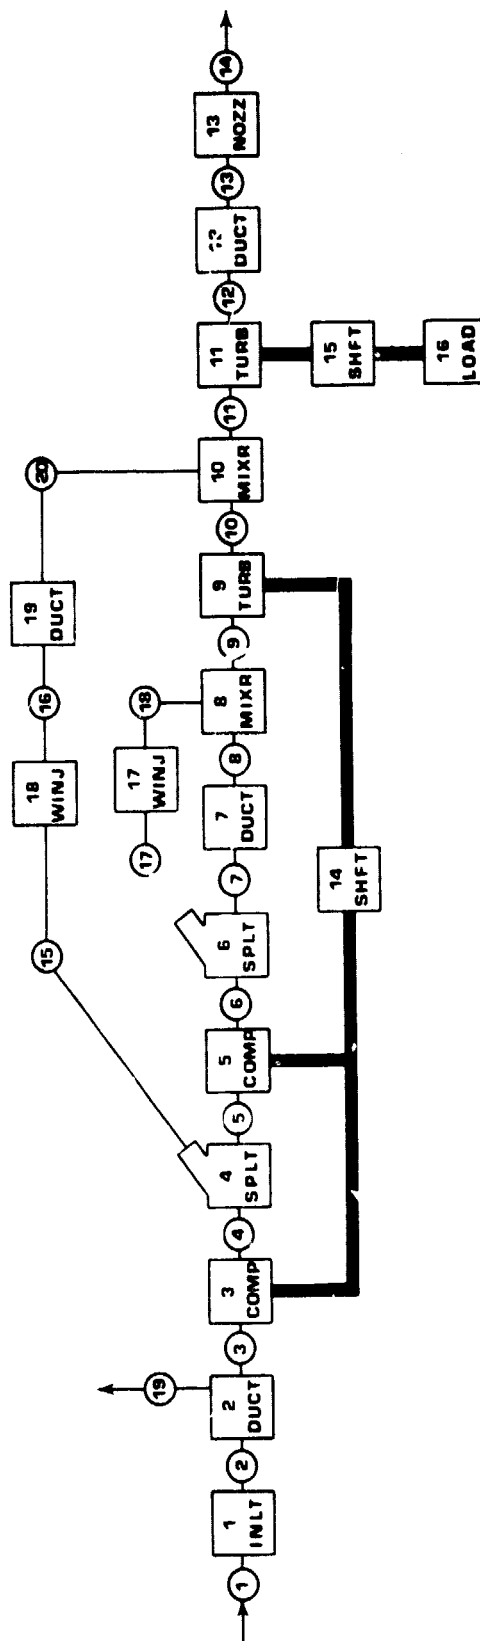 15
18
WINJ
16
19
DUCT
20
19
17
17
WINJ
18
1
1
INLT
2
2
DUCT
3
3
COMP
4
4
SPLT
5
5
COMP
6
6
SPLT
7
7
DUCT
8
8
MIXR
9
9
TURB
10
10
MIXR
11
11
TURB
12
12
DUCT
13
13
NOZZ
14
14
SHFT
15
SHFT
16
LOAD